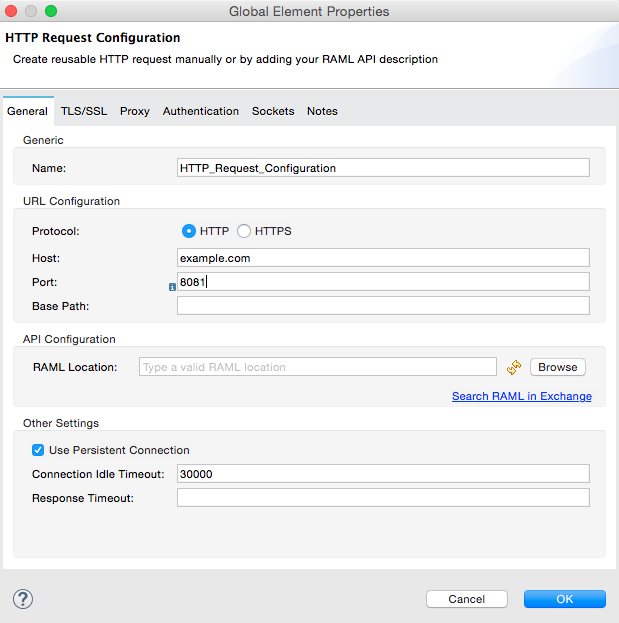 Global Element Properties
HTTP Request Configuration
Create reusable HTTP request manually or by adding your RAML API description
General TLS/SSL Proxy Authentication Sockets Notes
Generic
Name: HTTP_Request_Configuration
URL Configuration
Protocol: HTTP HTTPS
Host: example.com
Port: 8081
Base Path:
API Configuration
RAML Location: Type a valid RAML location Browse
Search RAML in Exchange
Other Settings
Use Persistent Connection
Connection Idle Timeout: 30000
Response Timeout:
? Cancel OK